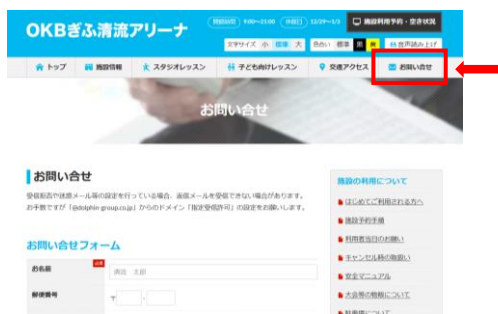 OKBぎふ清流アリーナ
開館時間 9:00~21:00 休館日 12/29~1/3
施設利用予約・空き状況
文字サイズ 小 標準 大 色合い 標準 黒 黄 音声読み上げ
トップ 施設情報 スタジオレッスン 子ども向けレッスン 交通アクセス お問い合せ
お問い合せ
お問い合せ
受信拒否や迷惑メール等の設定を行っている場合、返信メールを受信できない場合があります。
お手数ですが「@dolphin-group.co.jp」からのドメイン「指定受信許可」の設定をお願いします。
お問い合せフォーム
お名前 必須 清流 太郎
郵便番号 〒 -
施設の利用について
はじめてご利用される方へ
施設予約手順
利用者当日のお願い
キャンセル時の取扱い
安全マニュアル
大会等の物販について